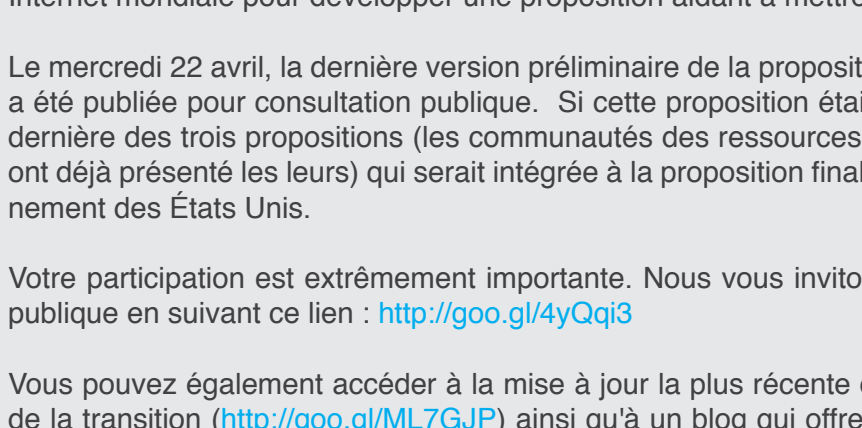 Internet mondiale pour développer une proposition aidant à mettre
Le mercredi 22 avril, la dernière version préliminaire de la proposit
a été publiée pour consultation publique. Si cette proposition étai
dernière des trois propositions (les communautés des ressources
ont déjà présenté les leurs) qui serait intégrée à la proposition final
nement des États Unis.
Votre participation est extrêmement importante. Nous vous invito
publique en suivant ce lien : http://goo.gl/4yQqi3
Vous pouvez également accéder à la mise à jour la plus récente
de la transition (http://goo.gl/ML7GJP) ainsi qu'à un blog qui offre